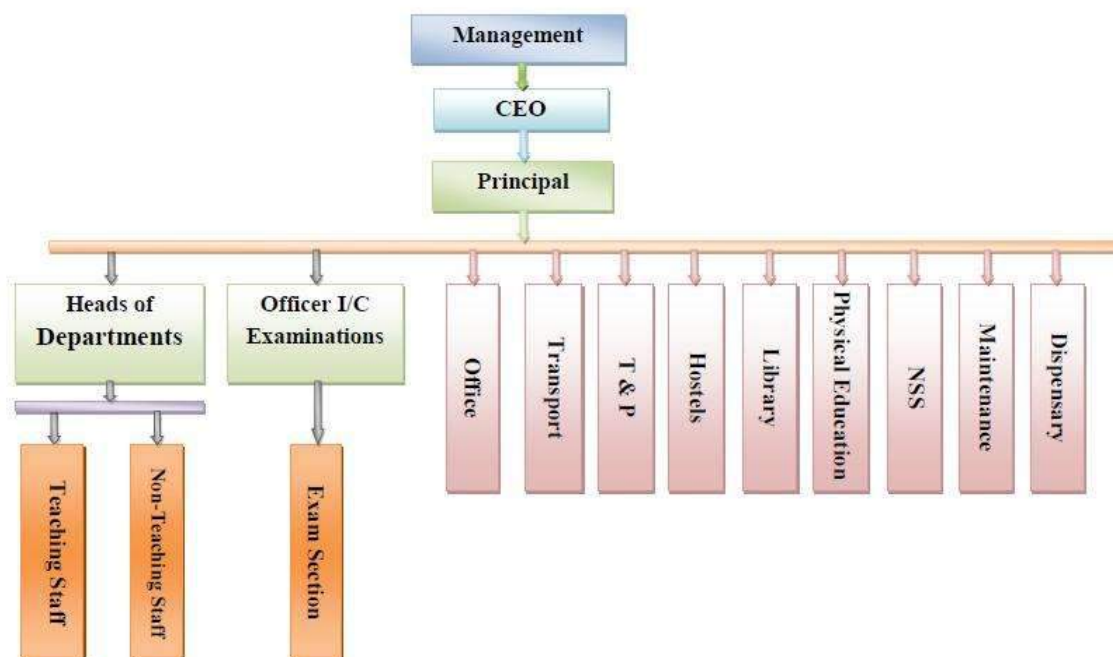 Management
CEO
Principal
Heads of
Departments
Officer I/C
Examinations
Office
Transport
T & P
Hostels
Library
Physical Education
NSS
Maintenance
Dispensary
Teaching Staff
Non-Teaching Staff
Exam Section